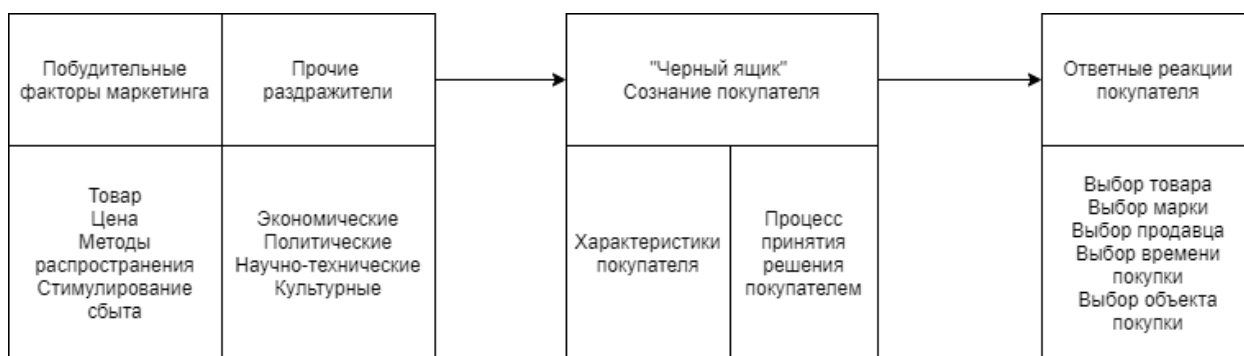 Побудительные
факторы маркетинга
Прочие
раздражители
"Черный ящик"
Сознание покупателя
Ответные реакции
покупателя
Товар
Цена
Методы
распространения
Стимулирование
сбыта
Экономические
Политические
Научно-технические
Культурные
Характеристики
покупателя
Процесс
принятия
решения
покупателем
Выбор товара
Выбор марки
Выбор продавца
Выбор времени
покупки
Выбор объекта
покупки